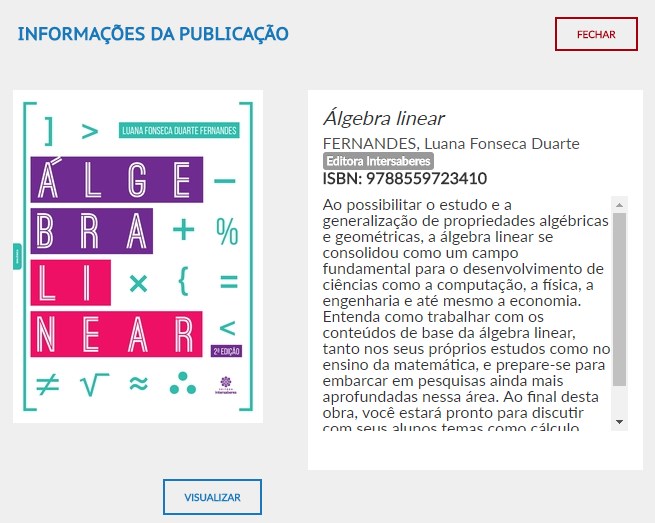 INFORMAÇÕES DA PUBLICAÇÃO
FECHAR
] >
LUANA FONSECA DUARTE FERNANDES
ÁLGE −
BRA + %
LI × { =
NEAR <
2ª EDIÇÃO
≠ √ ≈ ∴
EDITORA intersaberes
VISUALIZAR
Álgebra linear
FERNANDES, Luana Fonseca Duarte
Editora Intersaberes
ISBN: 9788559723410
Ao possibilitar o estudo e a
generalização de propriedades algébricas
e geométricas, a álgebra linear se
consolidou como um campo
fundamental para o desenvolvimento de
ciências como a computação, a física, a
engenharia e até mesmo a economia.
Entenda como trabalhar com os
conteúdos de base da álgebra linear,
tanto nos seus próprios estudos como no
ensino da matemática, e prepare-se para
embarcar em pesquisas ainda mais
aprofundadas nessa área. Ao final desta
obra, você estará pronto para discutir
com seus alunos temas como cálculo